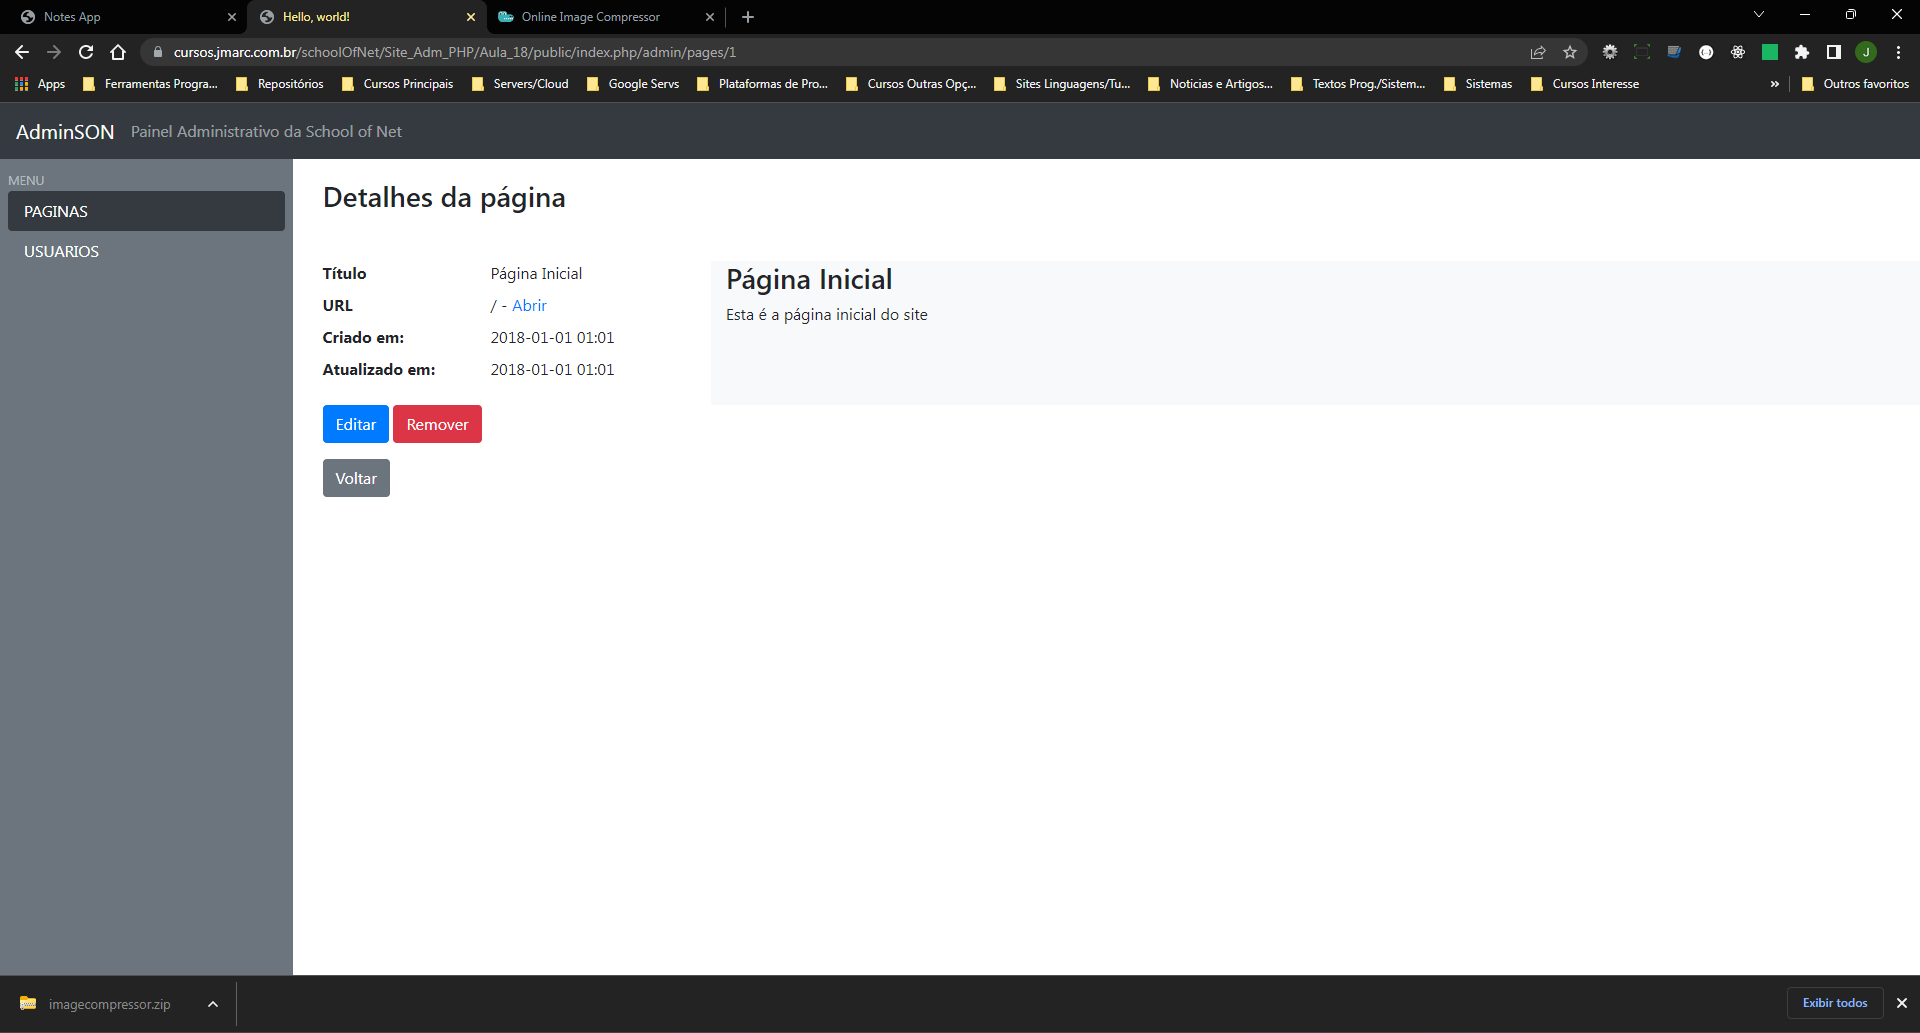 Notes App
Hello, world!
Online Image Compressor
cursos.jmarc.com.br/schoolOfNet/Site_Adm_PHP/Aula_18/public/index.php/admin/pages/1
J
Apps
Ferramentas Progra...
Repositórios
Cursos Principais
Servers/Cloud
Google Servs
Plataformas de Pro...
Cursos Outras Opç...
Sites Linguagens/Tu...
Noticias e Artigos...
Textos Prog./Sistem...
Sistemas
Cursos Interesse
»
Outros favoritos
AdminSON Painel Administrativo da School of Net
MENU
PAGINAS
USUARIOS
Detalhes da página
Título Página Inicial
URL / - Abrir
Criado em: 2018-01-01 01:01
Atualizado em: 2018-01-01 01:01
Editar Remover
Voltar
Página Inicial
Esta é a página inicial do site
imagecompressor.zip
Exibir todos